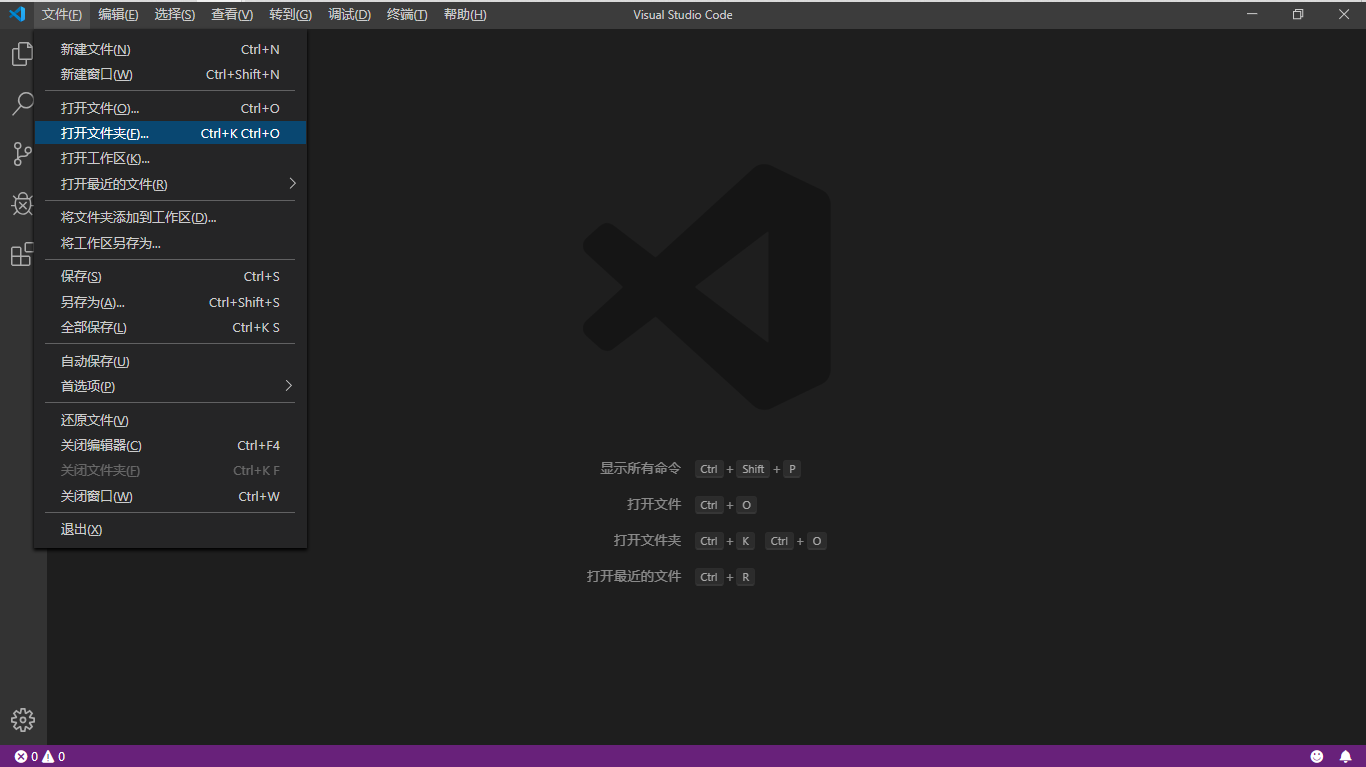 文件(F) 编辑(E) 选择(S) 查看(V) 转到(G) 调试(D) 终端(T) 帮助(H) Visual Studio Code
新建文件(N) Ctrl+N
新建窗口(W) Ctrl+Shift+N
打开文件(O)... Ctrl+O
打开文件夹(F)... Ctrl+K Ctrl+O
打开工作区(K)...
打开最近的文件(R)
将文件夹添加到工作区(D)...
将工作区另存为...
保存(S) Ctrl+S
另存为(A)... Ctrl+Shift+S
全部保存(L) Ctrl+K S
自动保存(U)
首选项(P)
还原文件(V)
关闭编辑器(C) Ctrl+F4
关闭文件夹(F) Ctrl+K F
关闭窗口(W) Ctrl+W
退出(X)
显示所有命令 Ctrl + Shift + P
打开文件 Ctrl + O
打开文件夹 Ctrl + K Ctrl + O
打开最近的文件 Ctrl + R
0 0